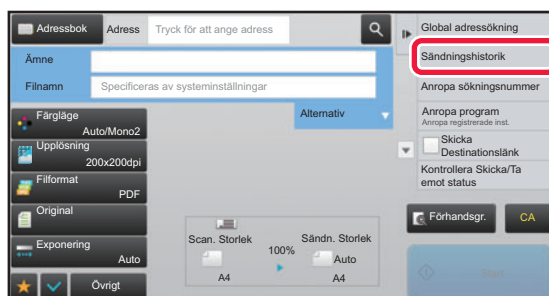 Adressbok
Adress
Tryck för att ange adress
Ämne
Filnamn
Specificeras av systeminställningar
Alternativ
Färgläge
Auto/Mono2
Upplösning
200x200dpi
Filformat
PDF
Original
Exponering
Auto
Övrigt
Scan. Storlek
A4
100%
Sändn. Storlek
Auto
A4
Global adressökning
Sändningshistorik
Anropa sökningsnummer
Anropa program
Anropa registrerade inst.
Skicka
Destinationslänk
Kontrollera Skicka/Ta
emot status
Förhandsgr.
CA
Start